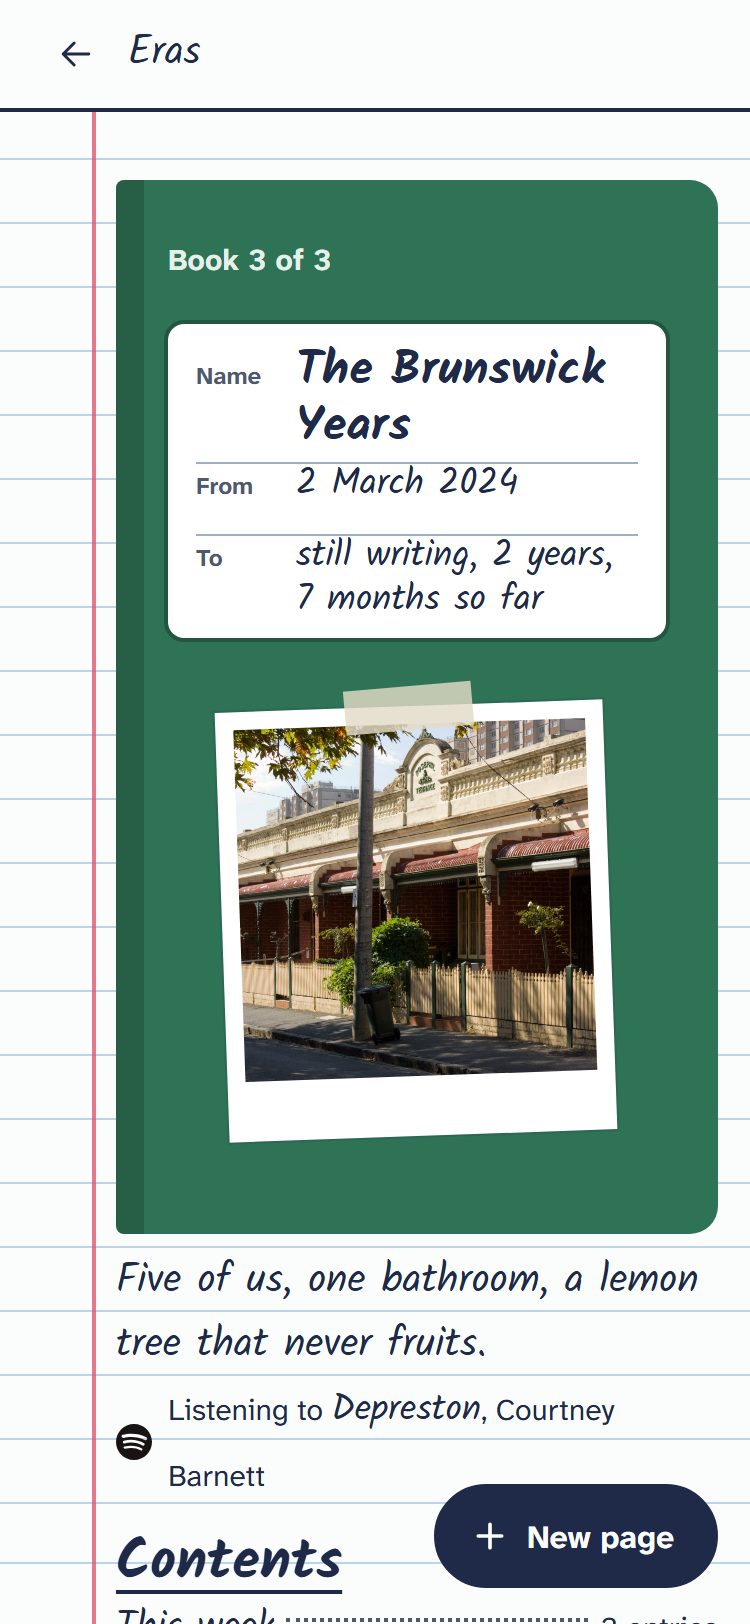 Eras
Book 3 of 3
Name The Brunswick
Years
From 2 March 2024
To still writing, 2 years,
7 months so far
Five of us, one bathroom, a lemon
tree that never fruits.
Listening to Depreston, Courtney
Barnett
Contents
New page
This week